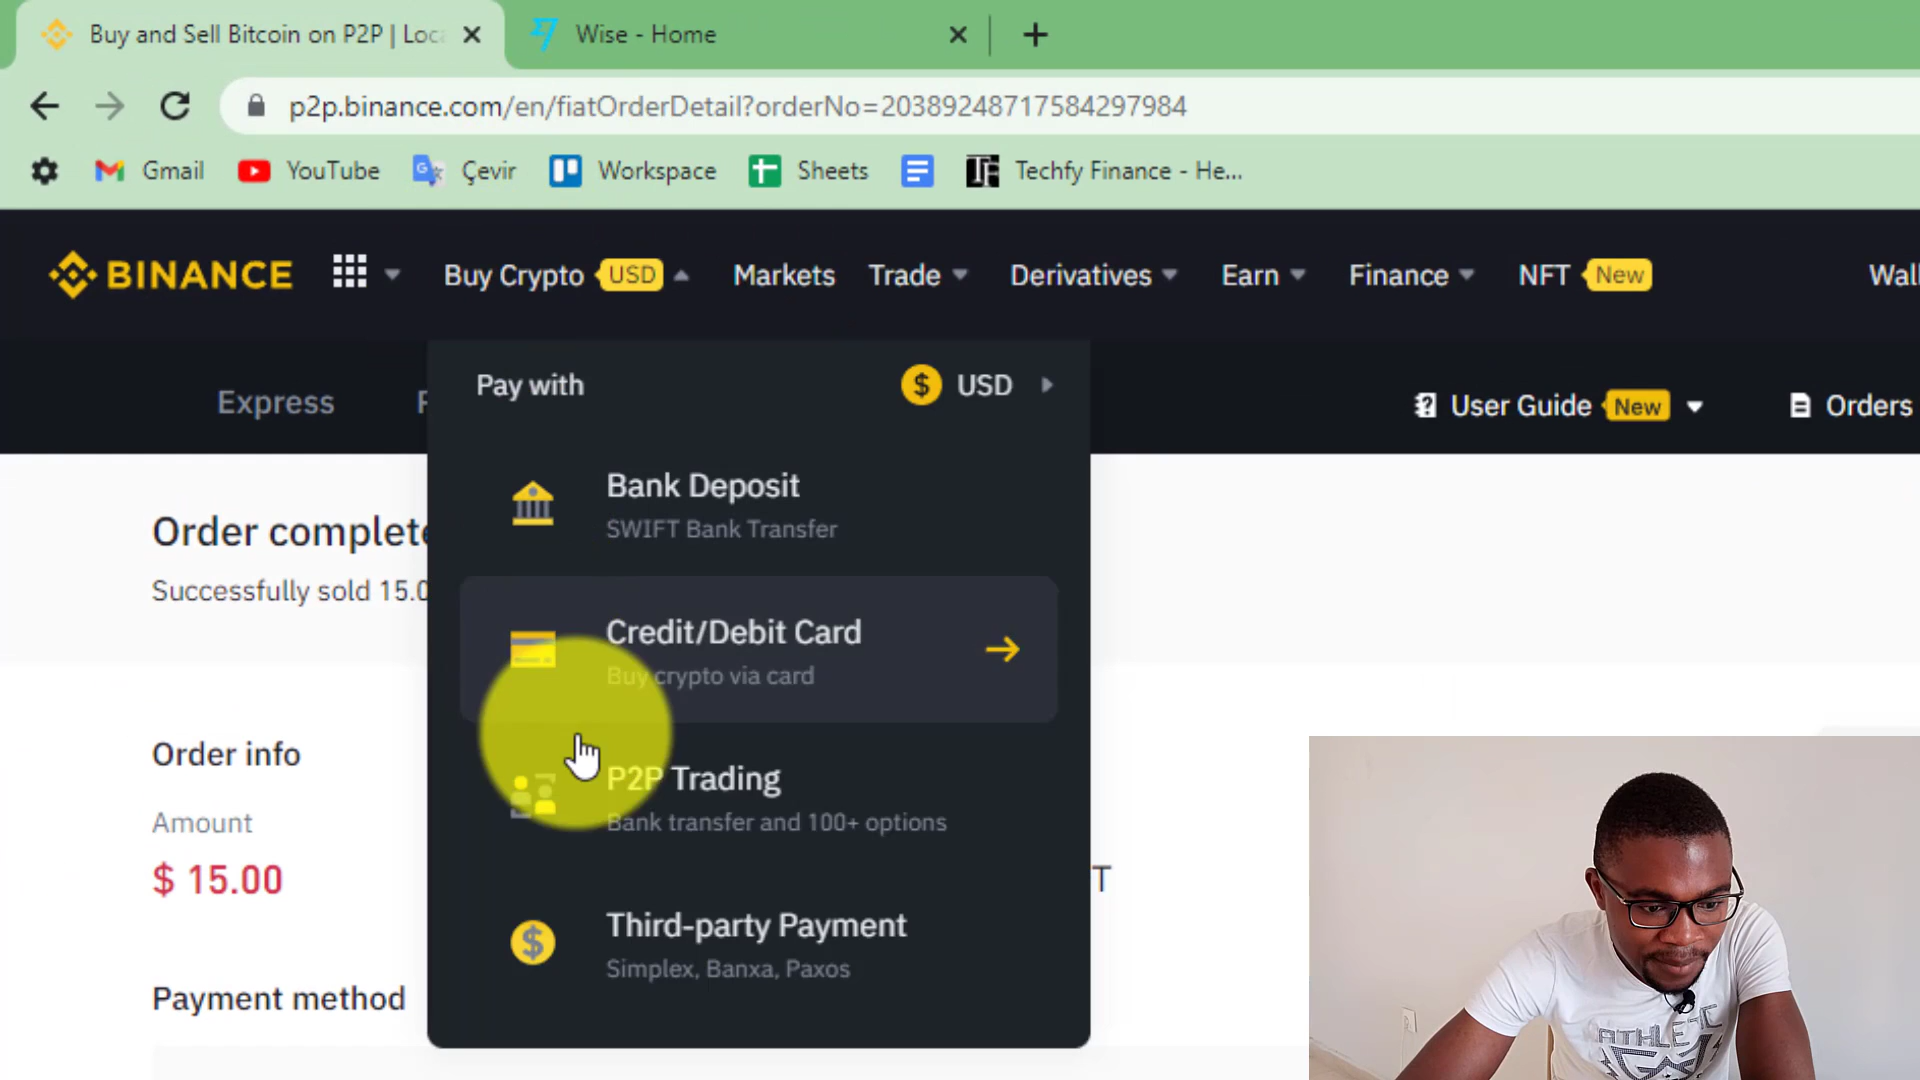 Buy and Sell Bitcoin on P2P | Loc
Wise - Home
p2p.binance.com/en/fiatOrderDetail?orderNo=20389248717584297984
Gmail YouTube Çevir Workspace Sheets Techfy Finance - He...
BINANCE Buy Crypto USD Markets Trade Derivatives Earn Finance NFT New Wall
Express User Guide New Orders
Pay with USD
Bank Deposit
SWIFT Bank Transfer
Credit/Debit Card
Buy crypto via card
P2P Trading
Bank transfer and 100+ options
Third-party Payment
Simplex, Banxa, Paxos
Order complete
Successfully sold 15.0
Order info
Amount
$ 15.00
T
Payment method
ATHLETIC